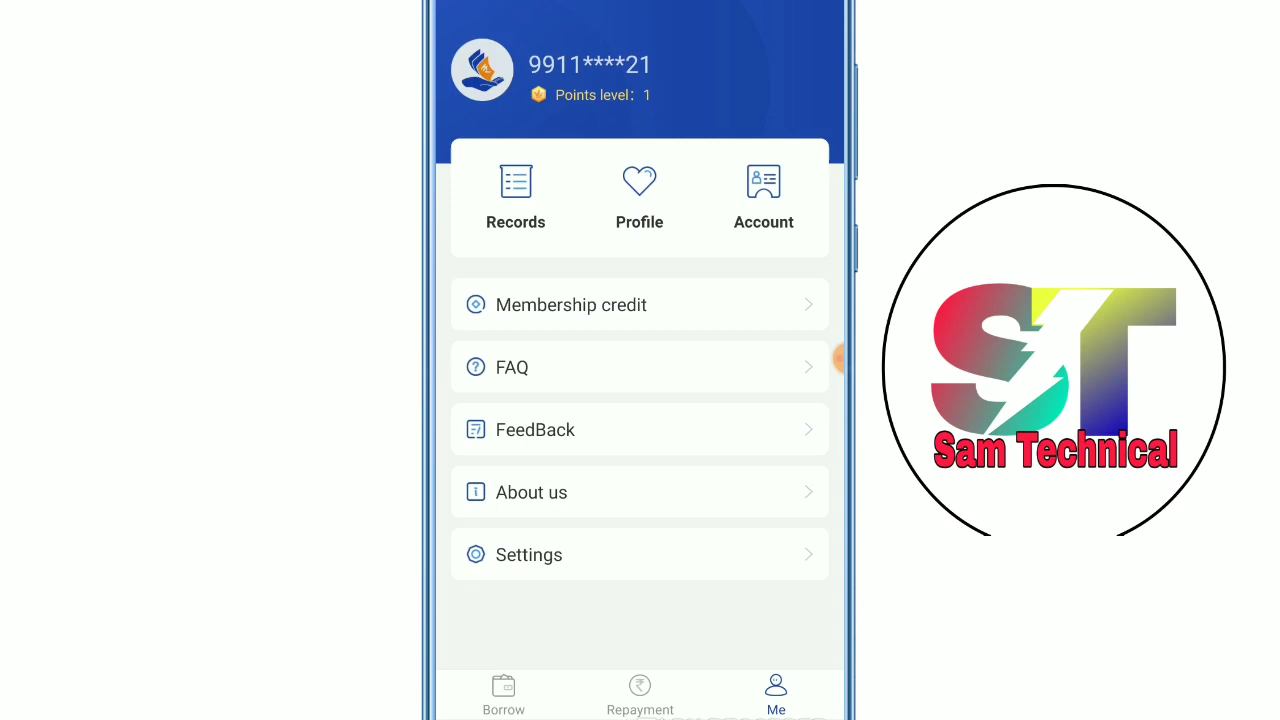 9911****21
Points level: 1
Records Profile Account
Membership credit
FAQ
FeedBack
About us
Settings
ST
Sam Technical
Borrow Repayment Me